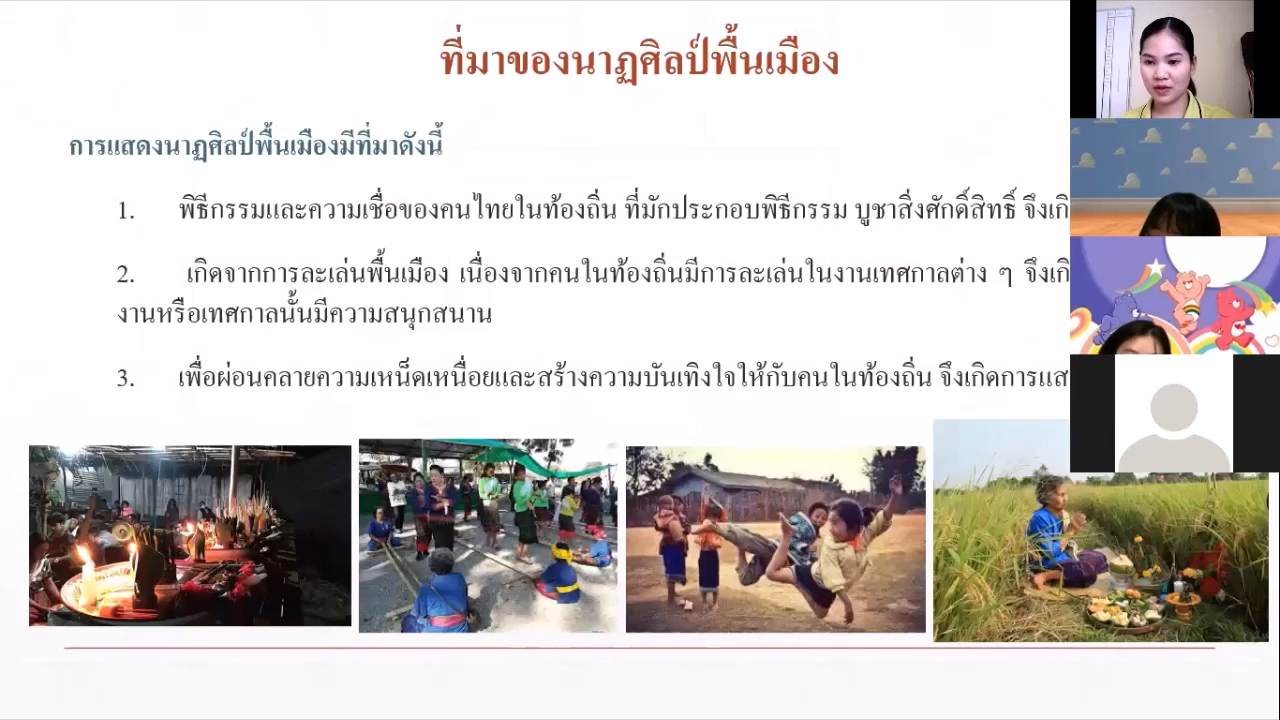 ที่มาของนาฏศิลป์พื้นเมือง
การแสดงนาฏศิลป์พื้นเมืองมีที่มาดังนี้
1. พิธีกรรมและความเชื่อของคนไทยในท้องถิ่น ที่มักประกอบพิธีกรรม บูชาสิ่งศักดิ์สิทธิ์ จึงเกิ
2. เกิดจากการละเล่นพื้นเมือง เนื่องจากคนในท้องถิ่นมีการละเล่นในงานเทศกาลต่าง ๆ จึงเกิ
งานหรือเทศกาลนั้นมีความสนุกสนาน
3. เพื่อผ่อนคลายความเหน็ดเหนื่อยและสร้างความบันเทิงใจให้กับคนในท้องถิ่น จึงเกิดการแส